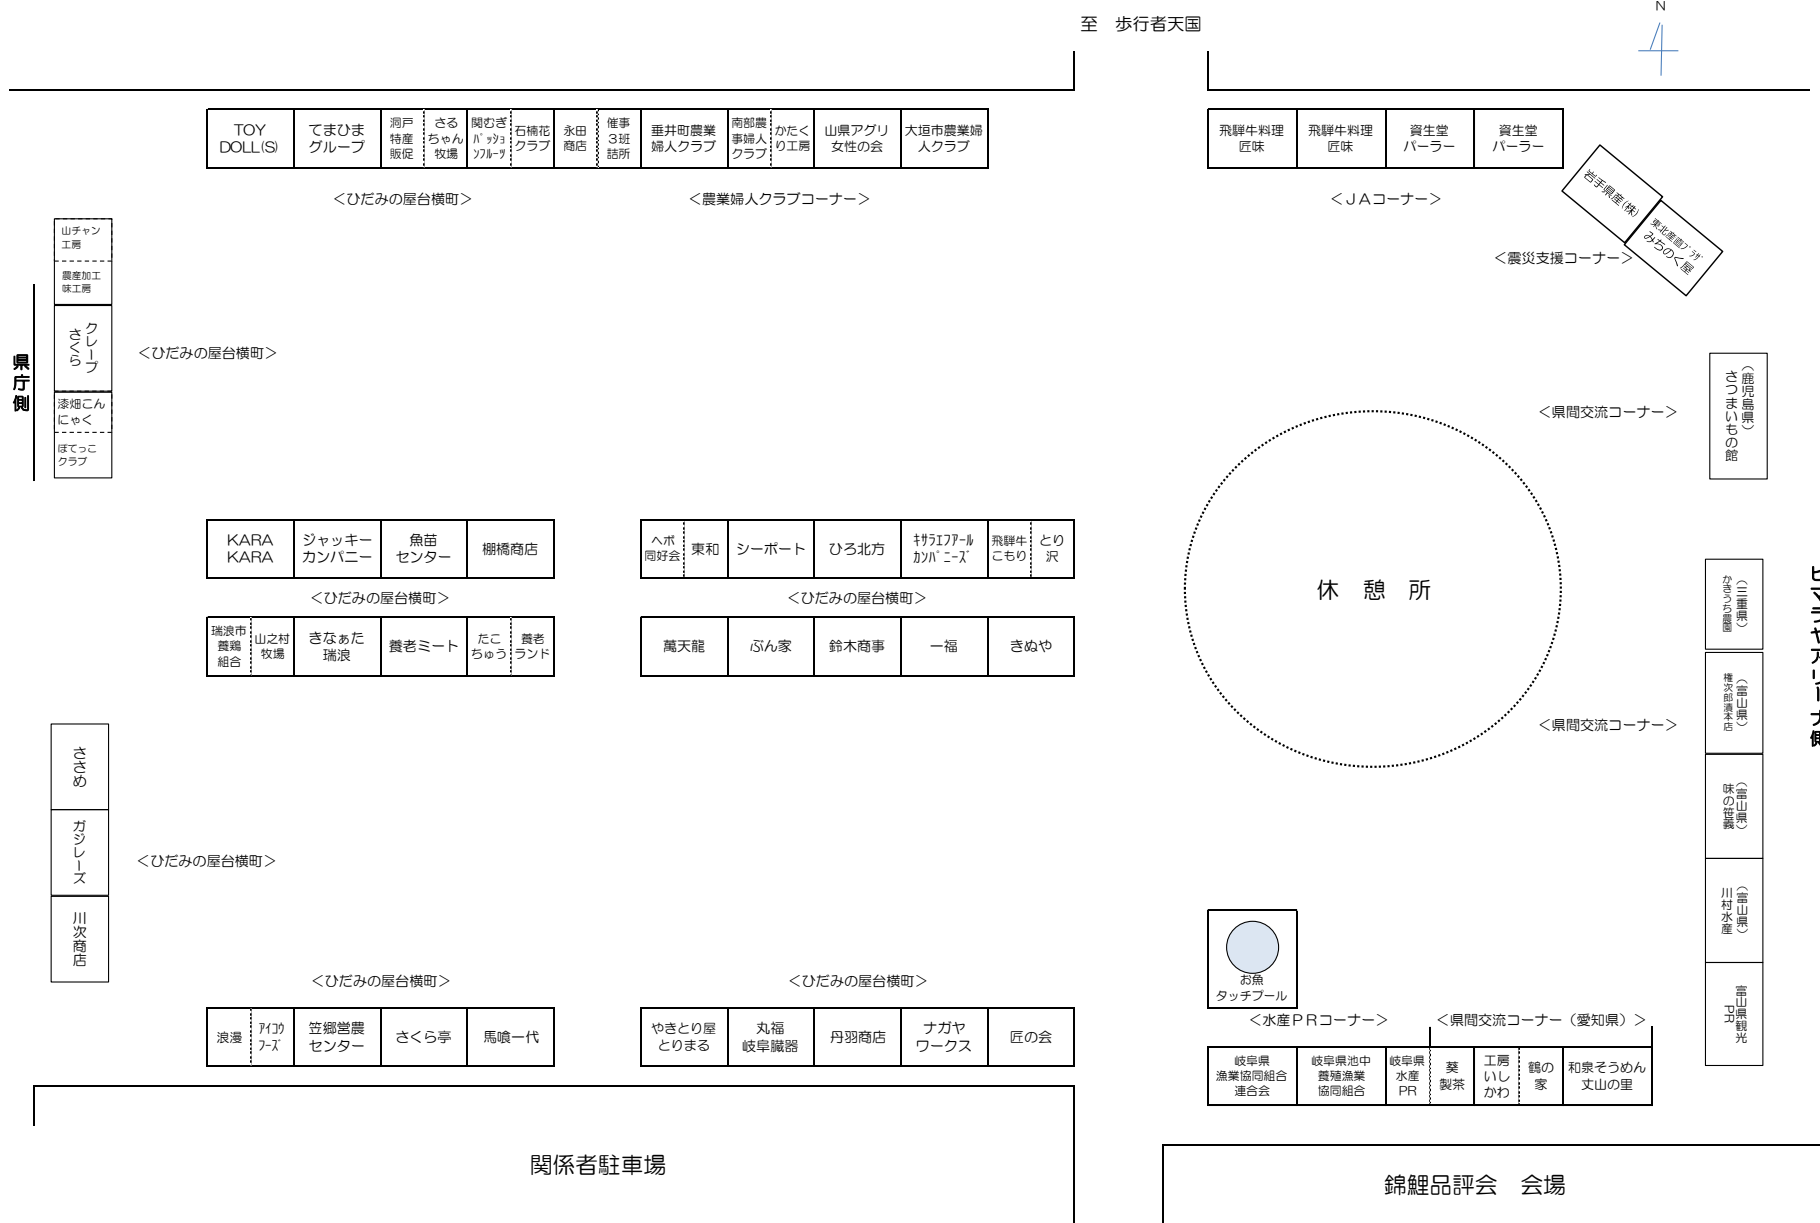 至　歩行者天国
N
TOY
DOLL(S)
てまひま
グループ
洞戸
特産
販促
さる
ちゃん
牧場
関むぎ
ﾊﾟｯｼｮ
ﾝﾌﾙｰﾂ
石楠花
クラブ
永田
商店
催事
３班
詰所
垂井町農業
婦人クラブ
南部農
事婦人
クラブ
かたく
り工房
山県アグリ
女性の会
大垣市農業婦
人クラブ
飛騨牛料理
匠味
飛騨牛料理
匠味
資生堂
パーラー
資生堂
パーラー
岩手県産(株)
東北産直ﾌﾟﾗｻﾞ
みちのく屋
＜ひだみの屋台横町＞
＜農業婦人クラブコーナー＞
＜ＪＡコーナー＞
＜震災支援コーナー＞
山チャン
工房
農産加工
味工房
クレープ
さくら
漆畑こん
にゃく
ぼてっこ
クラブ
県庁側
＜ひだみの屋台横町＞
（鹿児島県）
さつまいもの館
＜県間交流コーナー＞
KARA
KARA
ジャッキー
カンパニー
魚苗
センター
棚橋商店
ヘボ
同好会
東和
シーポート
ひろ北方
ｷｻﾗｴﾌｱｰﾙ
ｶﾝﾊﾟﾆｰｽﾞ
飛騨牛
こもり
とり
沢
＜ひだみの屋台横町＞
＜ひだみの屋台横町＞
休　憩　所
瑞浪市
養鶏
組合
山之村
牧場
きなぁた
瑞浪
養老ミート
たこ
ちゅう
養老
ランド
萬天龍
ぶん家
鈴木商事
一福
きぬや
（三重県）
かきうち農園
（富山県）
権次郎漬本店
（富山県）
味の笹義
（富山県）
川村水産
富山県観光
PR
ヒマラヤアリーナ側
＜県間交流コーナー＞
ささめ
ガジレーズ
川次商店
＜ひだみの屋台横町＞
＜ひだみの屋台横町＞
＜ひだみの屋台横町＞
お魚
タッチプール
浪漫
ｱｲｺｳ
ﾌｰｽﾞ
笠郷営農
センター
さくら亭
馬喰一代
やきとり屋
とりまる
丸福
岐阜臓器
丹羽商店
ナガヤ
ワークス
匠の会
＜水産ＰＲコーナー＞
＜県間交流コーナー（愛知県）＞
岐阜県
漁業協同組合
連合会
岐阜県池中
養殖漁業
協同組合
岐阜県
水産
PR
葵
製茶
工房
いし
かわ
鶴の
家
和泉そうめん
丈山の里
関係者駐車場
錦鯉品評会　会場